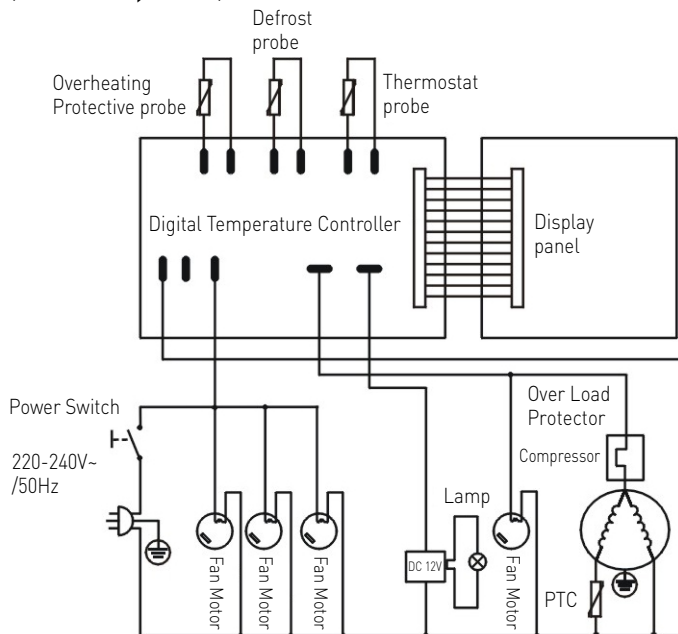 Defrost
probe
Overheating
Protective probe
Thermostat
probe
Digital Temperature Controller
Display
panel
Power Switch
220-240V~
/50Hz
Over Load
Protector
Compressor
Lamp
DC 12V
Fan Motor
Fan Motor
Fan Motor
Fan Motor
PTC